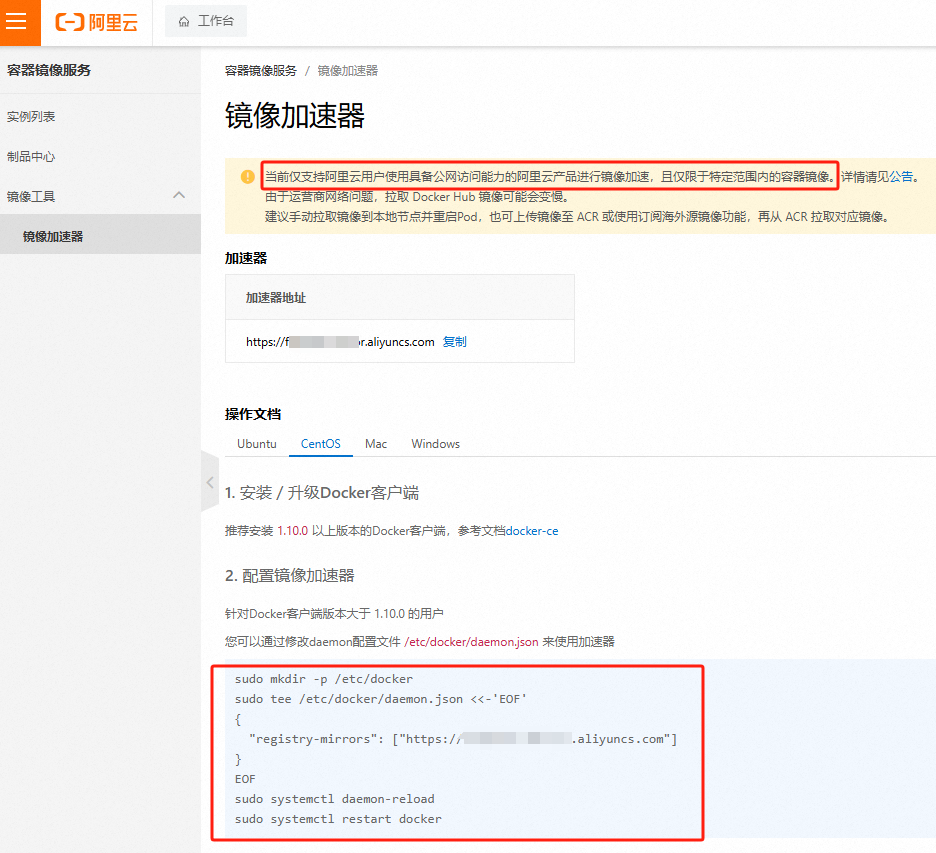 阿里云
工作台
容器镜像服务
实例列表
制品中心
镜像工具
镜像加速器
容器镜像服务 / 镜像加速器
镜像加速器
当前仅支持阿里云用户使用具备公网访问能力的阿里云产品进行镜像加速，且仅限于特定范围内的容器镜像。详情请见公告。
由于运营商网络问题，拉取 Docker Hub 镜像可能会变慢。
建议手动拉取镜像到本地节点并重启Pod，也可上传镜像至 ACR 或使用订阅海外源镜像功能，再从 ACR 拉取对应镜像。
加速器
加速器地址
https://f r.aliyuncs.com 复制
操作文档
Ubuntu CentOS Mac Windows
1. 安装 / 升级Docker客户端
推荐安装 1.10.0 以上版本的Docker客户端，参考文档docker-ce
2. 配置镜像加速器
针对Docker客户端版本大于 1.10.0 的用户
您可以通过修改daemon配置文件 /etc/docker/daemon.json 来使用加速器
sudo mkdir -p /etc/docker
sudo tee /etc/docker/daemon.json <<-'EOF'
{
"registry-mirrors": ["https:// .aliyuncs.com"]
}
EOF
sudo systemctl daemon-reload
sudo systemctl restart docker